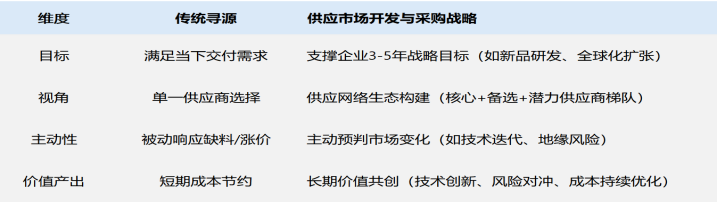 维度 传统寻源 供应市场开发与采购战略
目标 满足当下交付需求 支撑企业3-5年战略目标（如新品研发、全球化扩张）
视角 单一供应商选择 供应网络生态构建（核心+备选+潜力供应商梯队）
主动性 被动响应缺料/涨价 主动预判市场变化（如技术迭代、地缘风险）
价值产出 短期成本节约 长期价值共创（技术创新、风险对冲、成本持续优化）